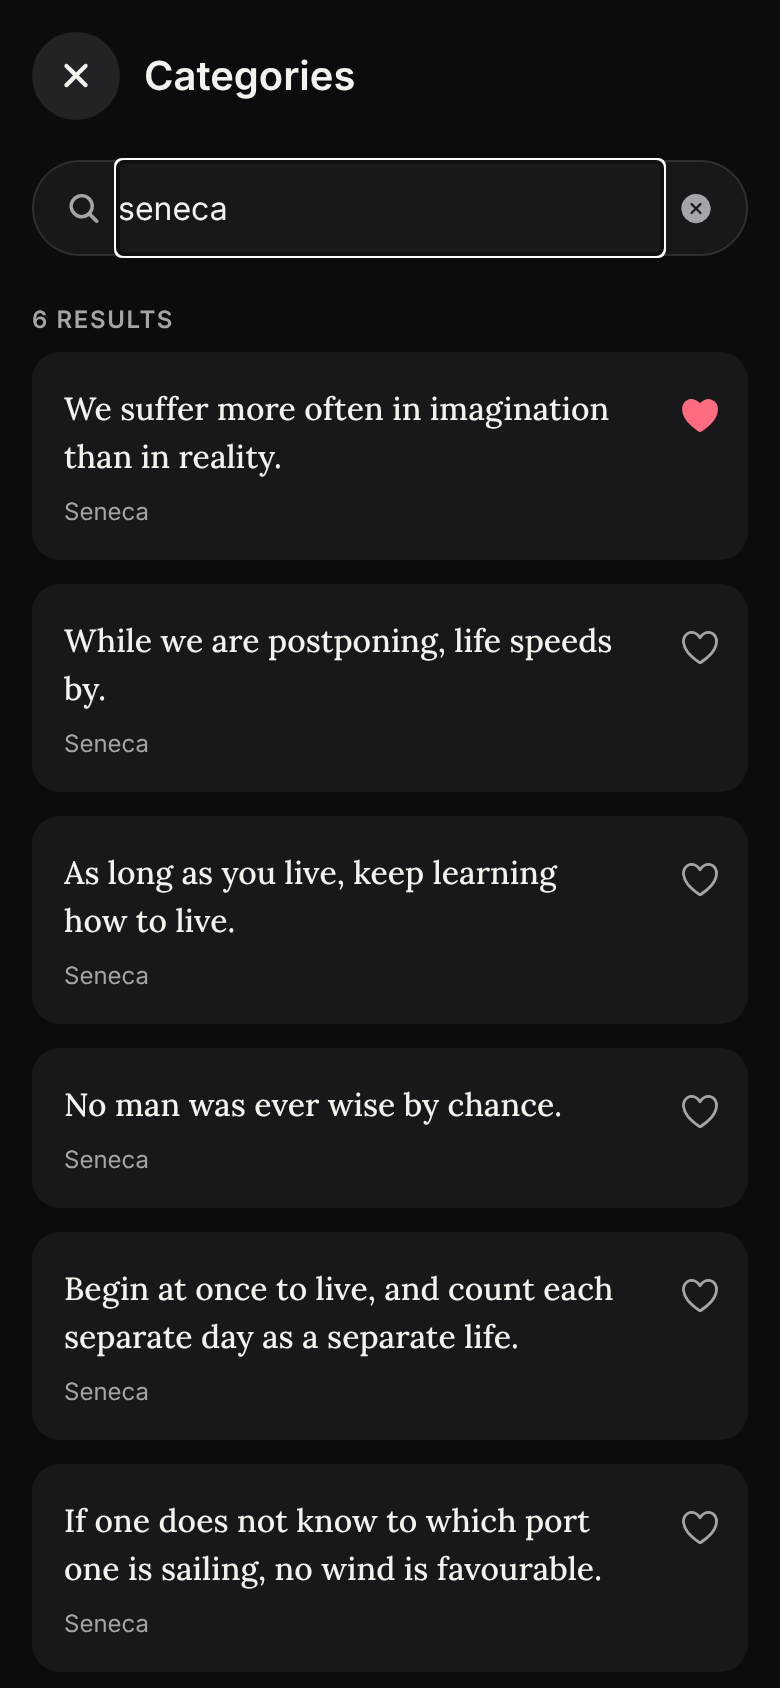 Categories
seneca
6 RESULTS
We suffer more often in imagination
than in reality.
Seneca
While we are postponing, life speeds
by.
Seneca
As long as you live, keep learning
how to live.
Seneca
No man was ever wise by chance.
Seneca
Begin at once to live, and count each
separate day as a separate life.
Seneca
If one does not know to which port
one is sailing, no wind is favourable.
Seneca